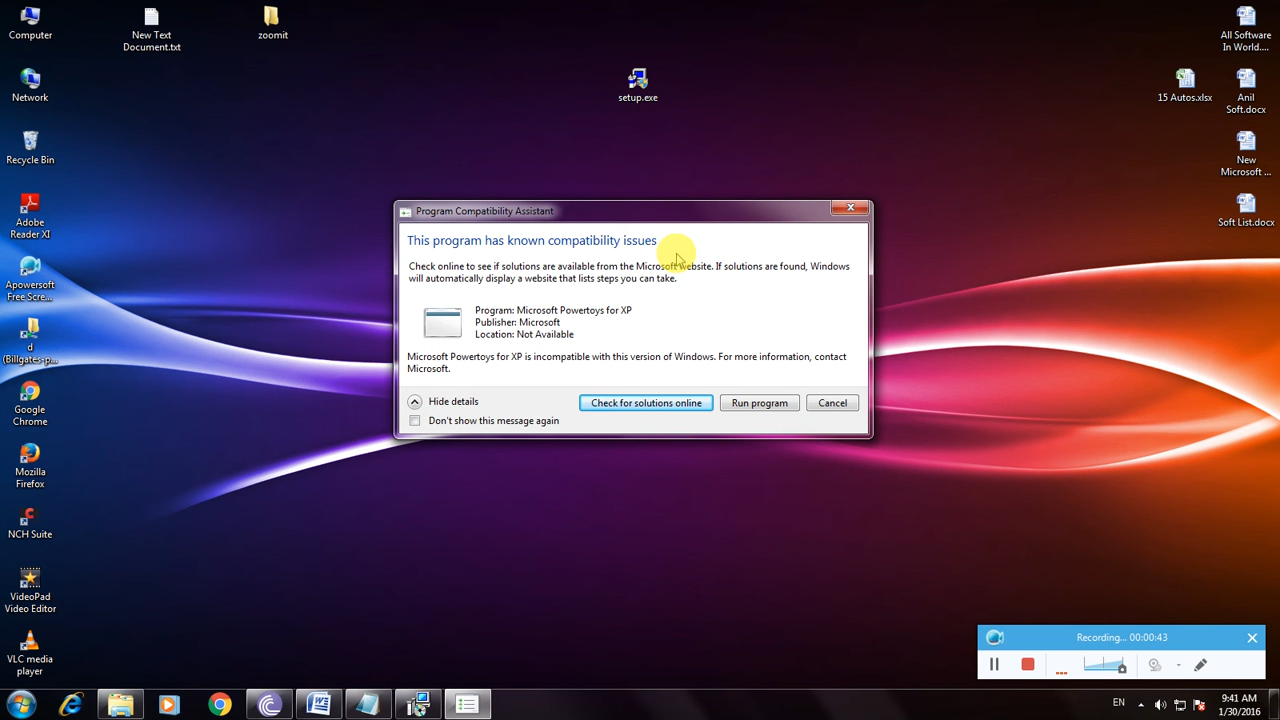 Computer
New Text
Document.txt
zoomit
setup.exe
All Software
In World....
Network
15 Autos.xlsx
Anil
Soft.docx
Recycle Bin
New
Microsoft ...
Adobe
Reader XI
Soft List.docx
Program Compatibility Assistant
This program has known compatibility issues
Check online to see if solutions are available from the Microsoft website. If solutions are found, Windows
will automatically display a website that lists steps you can take.
Program: Microsoft Powertoys for XP
Publisher: Microsoft
Location: Not Available
Microsoft Powertoys for XP is incompatible with this version of Windows. For more information, contact
Microsoft.
Hide details
Check for solutions online
Run program
Cancel
Don't show this message again
Apowersoft
Free Scre...
d
(Billgates-p...
Google
Chrome
Mozilla
Firefox
NCH Suite
VideoPad
Video Editor
VLC media
player
Recording... 00:00:43
EN
9:41 AM
1/30/2016